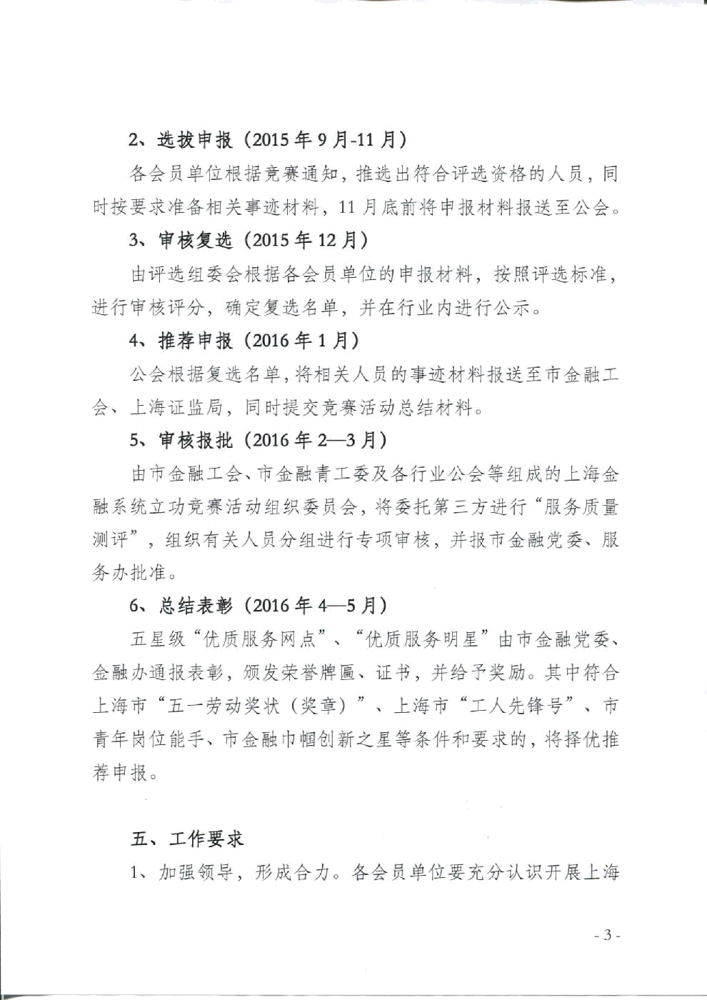 2、选拔申报（2015 年 9 月-11 月）
各会员单位根据竞赛通知，推选出符合评选资格的人员，同
时按要求准备相关事迹材料，11 月底前将申报材料报送至公会。
3、审核复选（2015 年 12 月）
由评选组委会根据各会员单位的申报材料，按照评选标准，
进行审核评分，确定复选名单，并在行业内进行公示。
4、推荐申报（2016 年 1 月）
公会根据复选名单，将相关人员的事迹材料报送至市金融工
会、上海证监局，同时提交竞赛活动总结材料。
5、审核报批（2016 年 2—3 月）
由市金融工会、市金融青工委及各行业公会等组成的上海金
融系统立功竞赛活动组织委员会，将委托第三方进行“服务质量
测评”，组织有关人员分组进行专项审核，并报市金融党委、服
务办批准。
6、总结表彰（2016 年 4—5 月）
五星级“优质服务网点”、“优质服务明星”由市金融党委、
金融办通报表彰，颁发荣誉牌匾、证书，并给予奖励。其中符合
上海市“五一劳动奖状（奖章）”、上海市“工人先锋号”、市
青年岗位能手、市金融巾帼创新之星等条件和要求的，将择优推
荐申报。
五、工作要求
1、加强领导，形成合力。各会员单位要充分认识开展上海
- 3 -